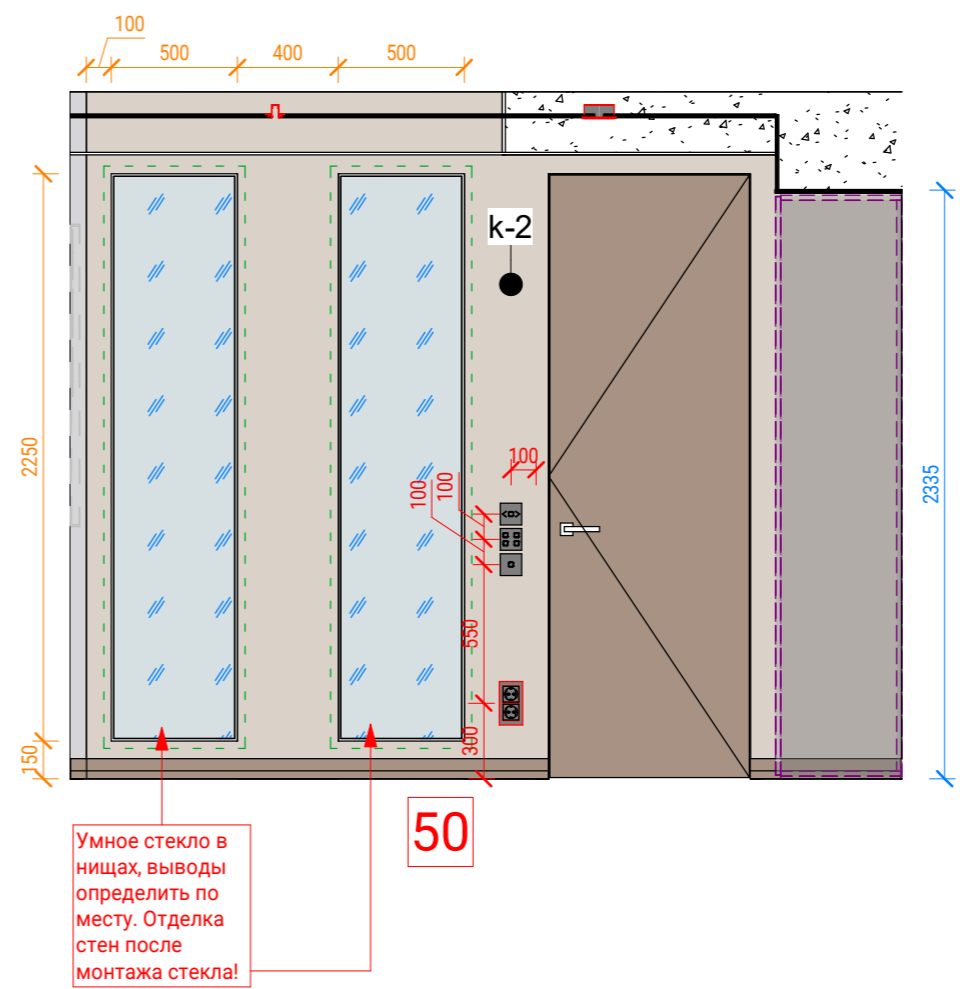 100
500
400
500
k-2
2250
100
100
100
2335
550
300
150
50
Умное стекло в
нищах, выводы
определить по
месту. Отделка
стен после
монтажа стекла!